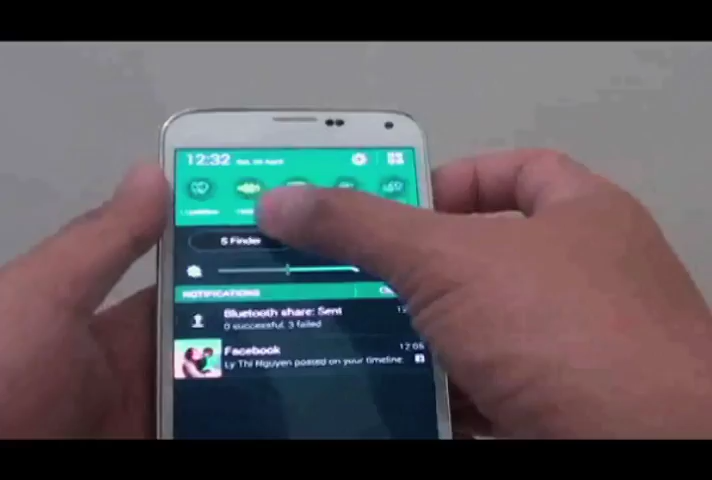 12:32
S Finder
NOTIFICATIONS
Bluetooth share: Sent
0 successful, 3 failed
Facebook 12:05
Ly Thi Nguyen posted on your timeline.